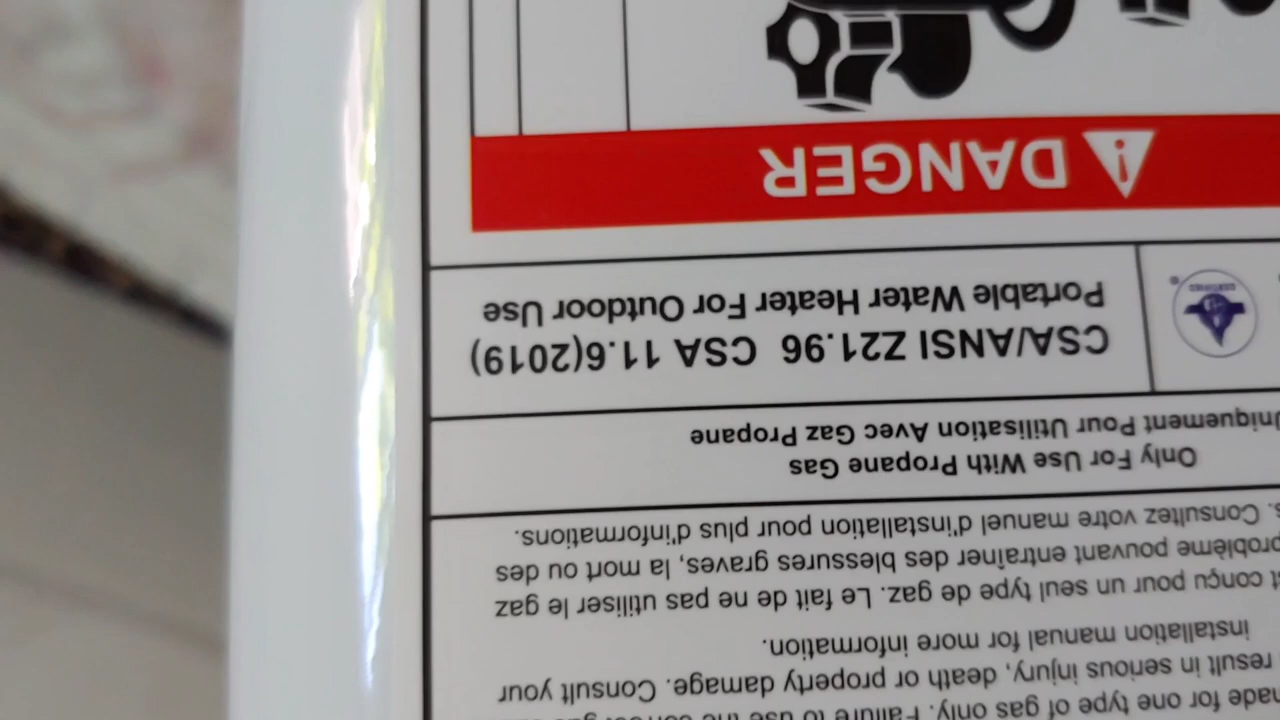 made for one type of gas only. Failure to use the correct
result in serious injury, death or property damage. Consult your
installation manual for more information.
conçu pour un seul type de gaz. Le fait de ne pas utiliser le gaz
problème pouvant entraîner des blessures graves, la mort ou des
Consultez votre manuel d'installation pour plus d'informations.
Only For Use With Propane Gas
Uniquement Pour Utilisation Avec Gaz Propane
CERTIFIED
CSA/ANSI Z21.96 CSA 11.6(2019)
Portable Water Heater For Outdoor Use
DANGER